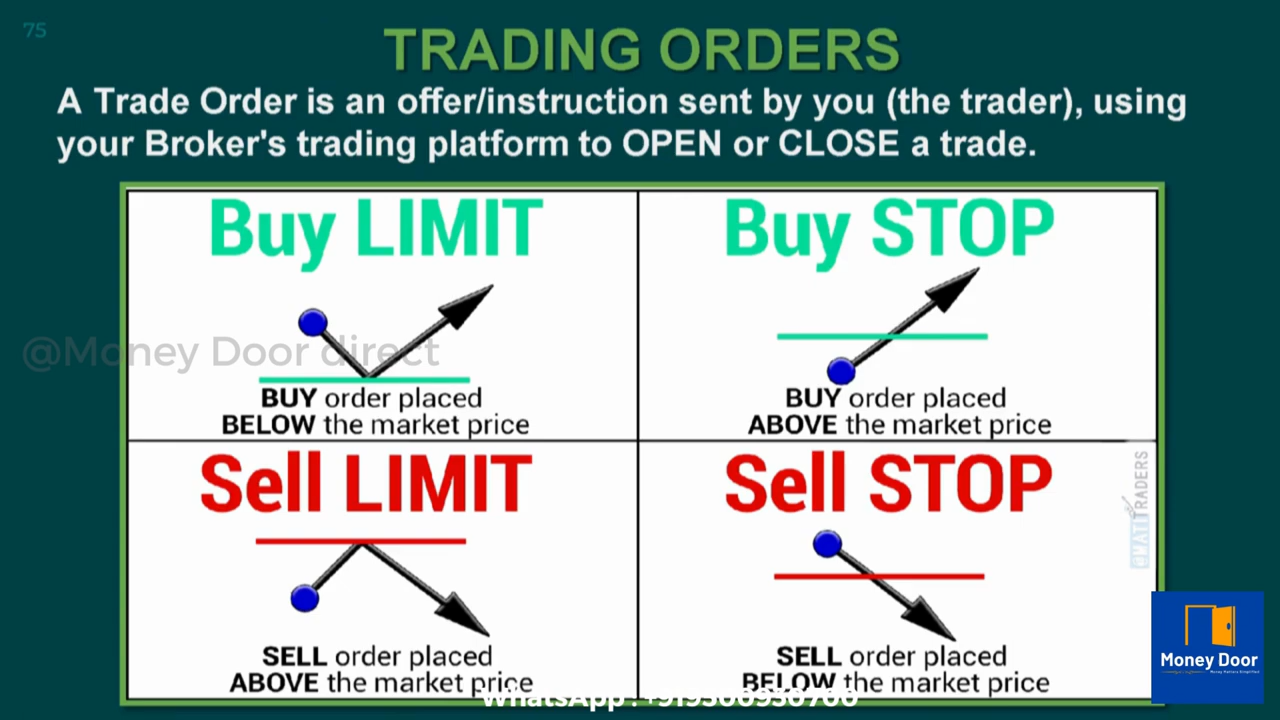 75
TRADING ORDERS
A Trade Order is an offer/instruction sent by you (the trader), using
your Broker's trading platform to OPEN or CLOSE a trade.
Buy LIMIT
@Money Door direct
BUY order placed
BELOW the market price
Buy STOP
BUY order placed
ABOVE the market price
Sell LIMIT
SELL order placed
ABOVE the market price
Sell STOP
SELL order placed
BELOW the market price
TRADERS
Money Door
WhatsApp :